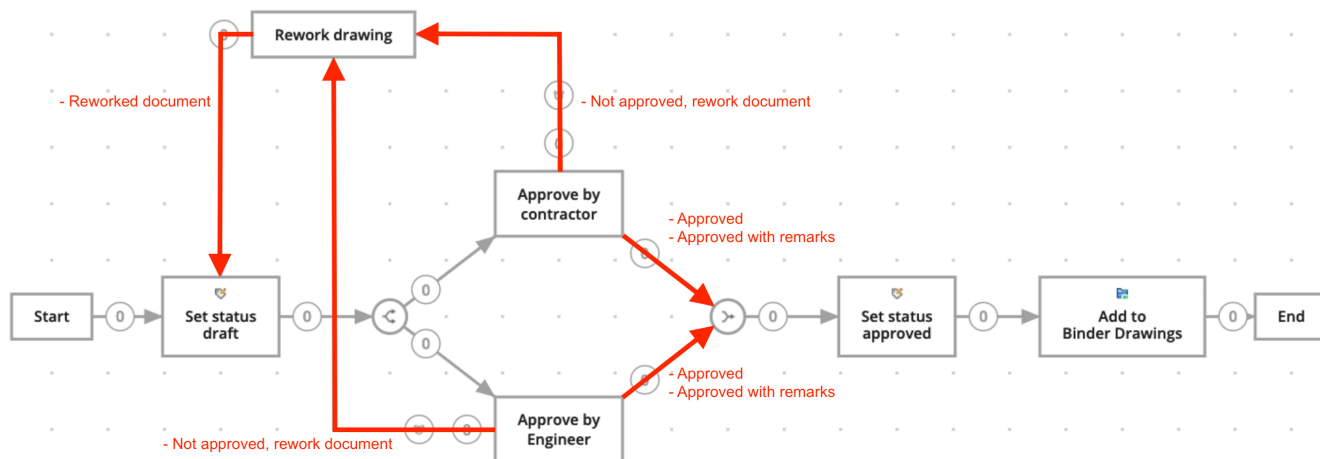 Rework drawing
- Reworked document
- Not approved, rework document
Approve by
contractor
- Approved
- Approved with remarks
Start
0
Set status
draft
0
0
0
0
Set status
approved
0
Add to
Binder Drawings
0
End
- Approved
- Approved with remarks
Approve by
Engineer
- Not approved, rework document